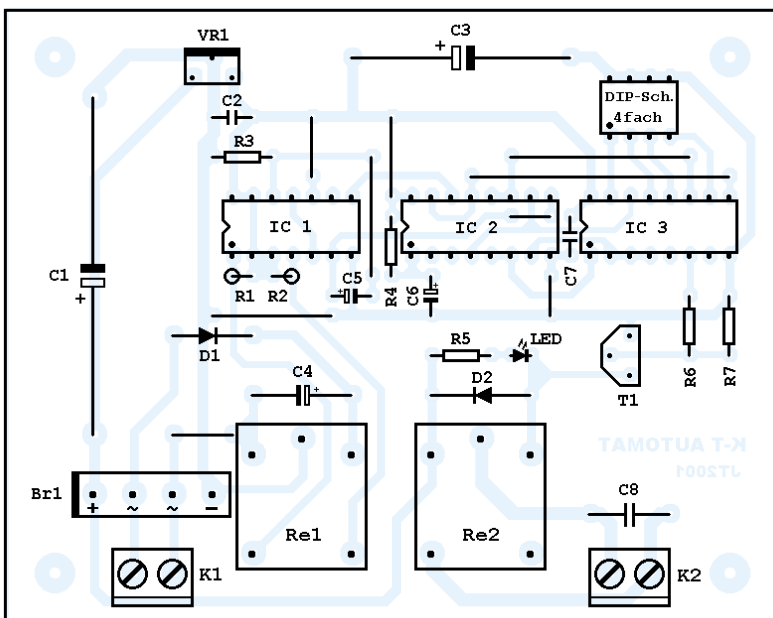 VR1
C3
+
C2
DIP-Sch.
4fach
R3
IC 1
IC 2
IC 3
C1
+
R1
R2
+
C5
R4
C6
+
C7
D1
R5
LED
R6
R7
C4
+
D2
T1
K-T AUTOMAT
JT2001
Br1
+
~
~
-
Re1
Re2
C8
K1
K2